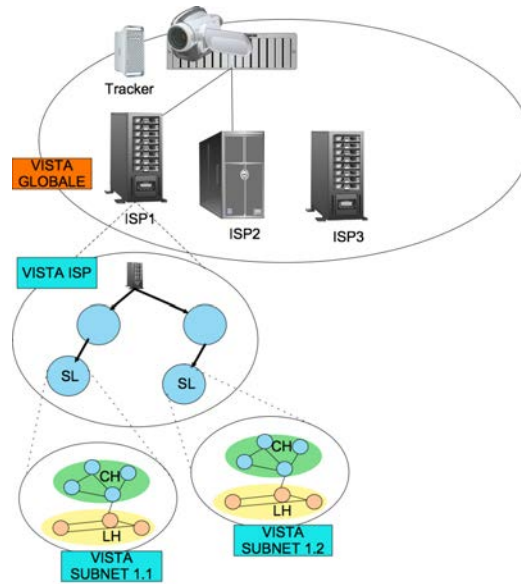 Tracker
VISTA
GLOBALE
ISP1
ISP2
ISP3
VISTA ISP
SL
SL
CH
LH
VISTA
SUBNET 1.1
CH
LH
VISTA
SUBNET 1.2